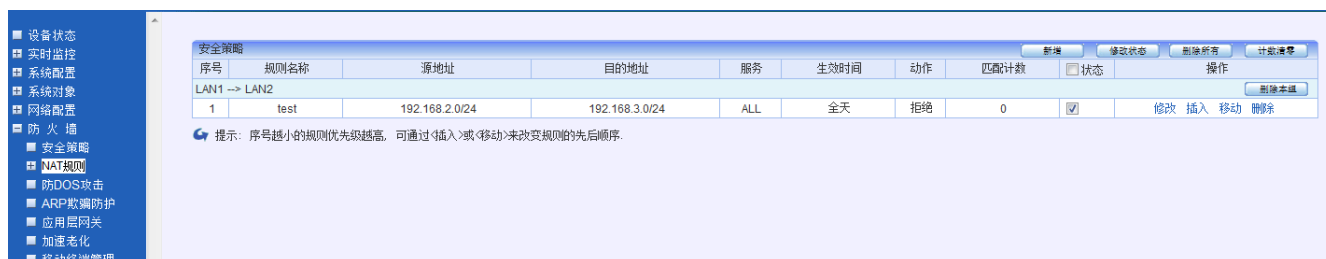 设备状态
实时监控
系统配置
系统对象
网络配置
防 火 墙
安全策略
NAT规则
防DOS攻击
ARP欺骗防护
应用层网关
加速老化
移动终端管理
安全策略 新增 修改状态 删除所有 计数清零
序号 规则名称 源地址 目的地址 服务 生效时间 动作 匹配计数 状态 操作
LAN1 --> LAN2 删除本组
1 test 192.168.2.0/24 192.168.3.0/24 ALL 全天 拒绝 0 修改 插入 移动 删除
提示: 序号越小的规则优先级越高, 可通过<插入>或<移动>来改变规则的先后顺序.